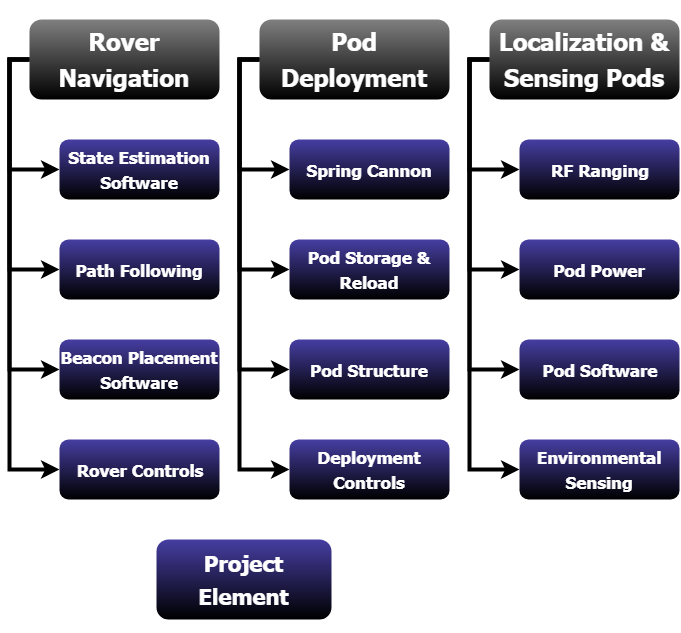 Rover
Navigation
State Estimation
Software
Path Following
Beacon Placement
Software
Rover Controls
Pod
Deployment
Spring Cannon
Pod Storage &
Reload
Pod Structure
Deployment
Controls
Localization &
Sensing Pods
RF Ranging
Pod Power
Pod Software
Environmental
Sensing
Project
Element